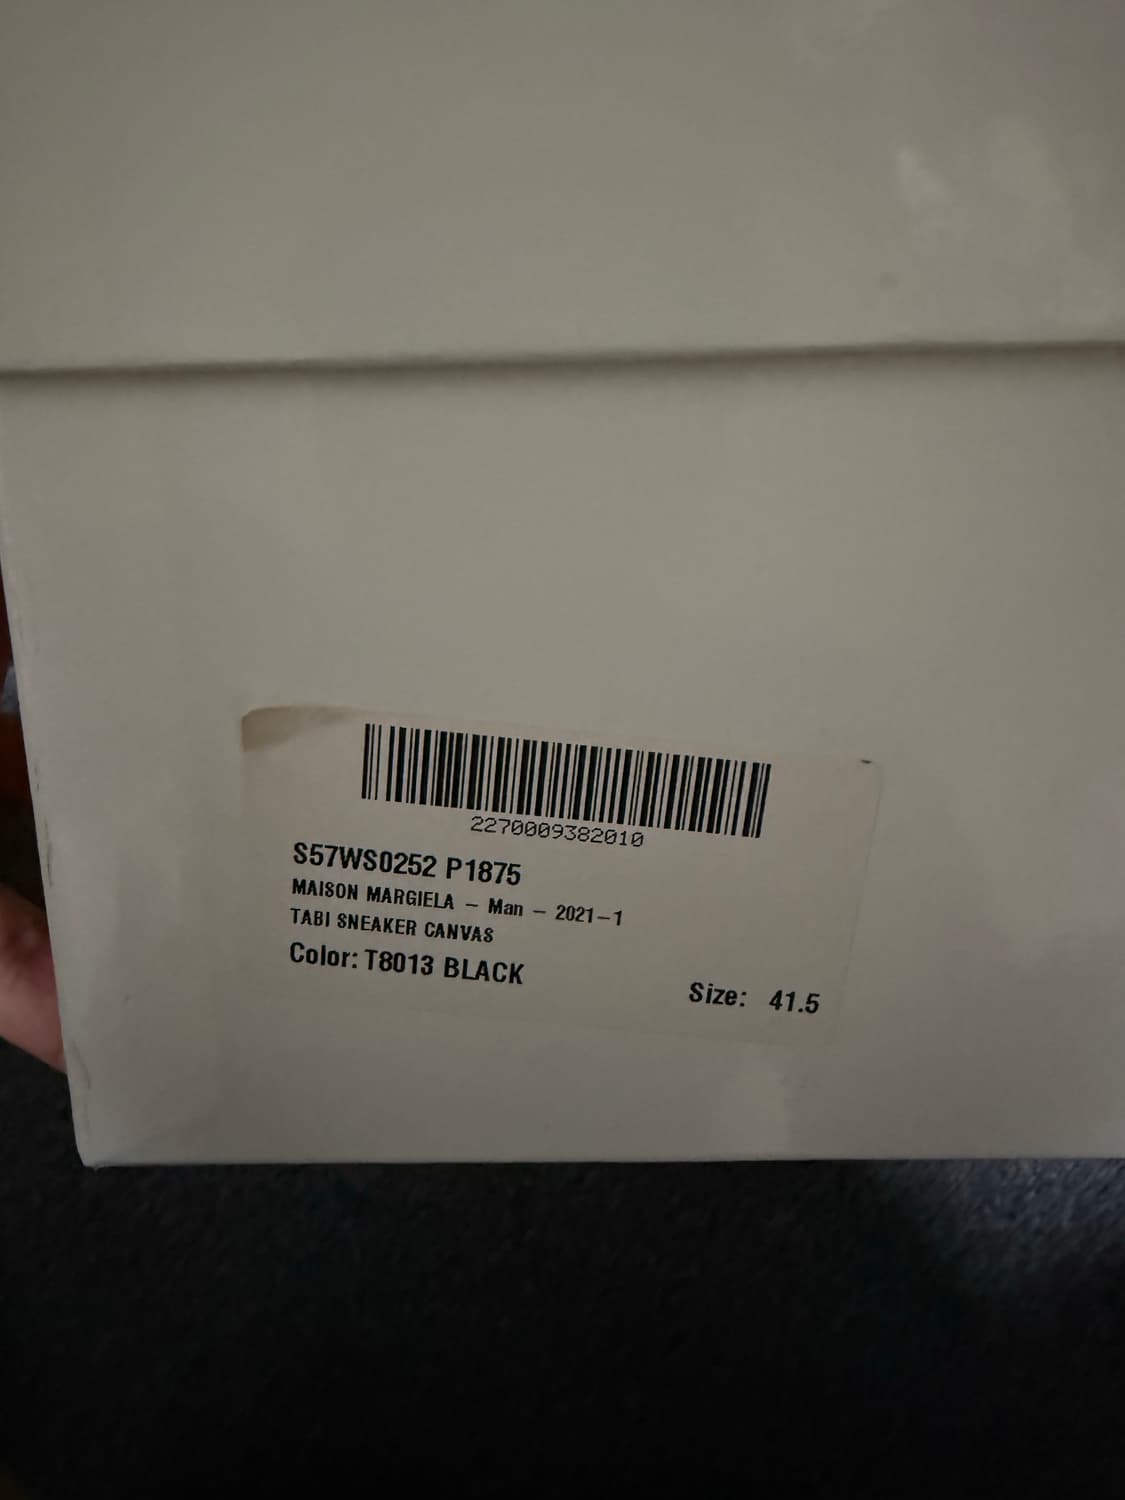 2270009382010
S57WS0252 P1875
MAISON MARGIELA - Man - 2021-1
TABI SNEAKER CANVAS
Color: T8013 BLACK
Size: 41.5